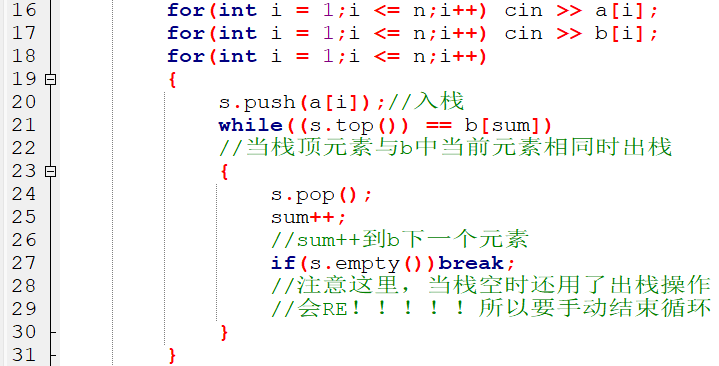 16 for(int i = 1;i <= n;i++) cin >> a[i];
17 for(int i = 1;i <= n;i++) cin >> b[i];
18 for(int i = 1;i <= n;i++)
19 {
20 s.push(a[i]);//入栈
21 while((s.top()) == b[sum])
22 //当栈顶元素与b中当前元素相同时出栈
23 {
24 s.pop();
25 sum++;
26 //sum++到b下一个元素
27 if(s.empty())break;
28 //注意这里，当栈空时还用了出栈操作
29 //会RE！！！！！所以要手动结束循环
30 }
31 }